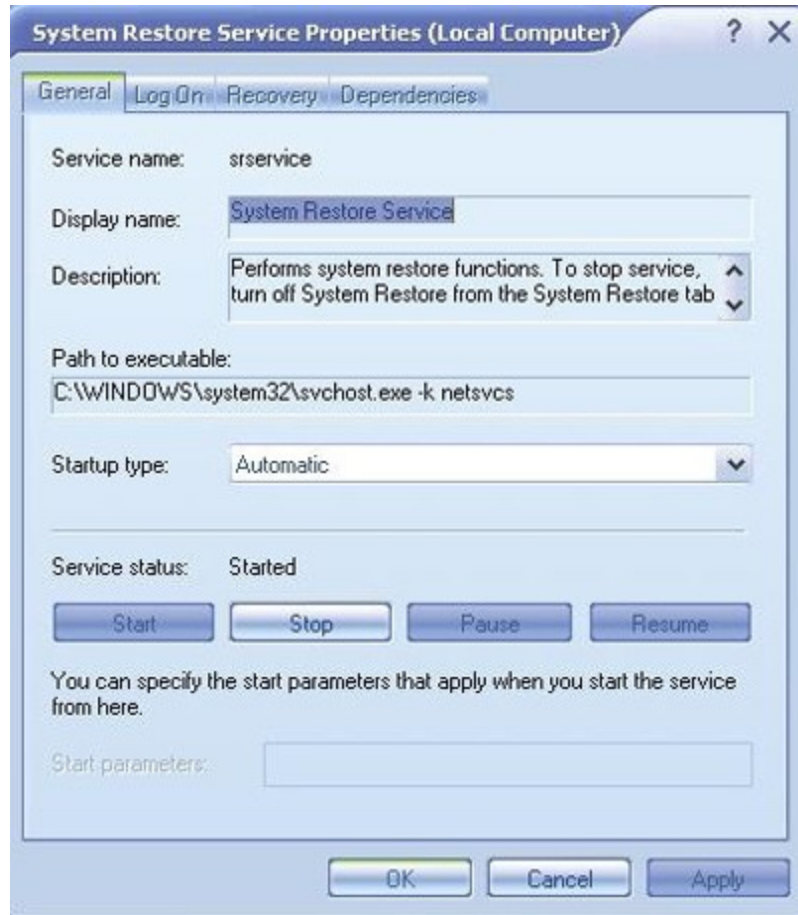 System Restore Service Properties (Local Computer)
General Log On Recovery Dependencies
Service name: srservice
Display name: System Restore Service
Description: Performs system restore functions. To stop service,
turn off System Restore from the System Restore tab
Path to executable:
C:\WINDOWS\system32\svchost.exe -k netsvcs
Startup type: Automatic
Service status: Started
Start Stop Pause Resume
You can specify the start parameters that apply when you start the service
from here.
Start parameters:
OK Cancel Apply